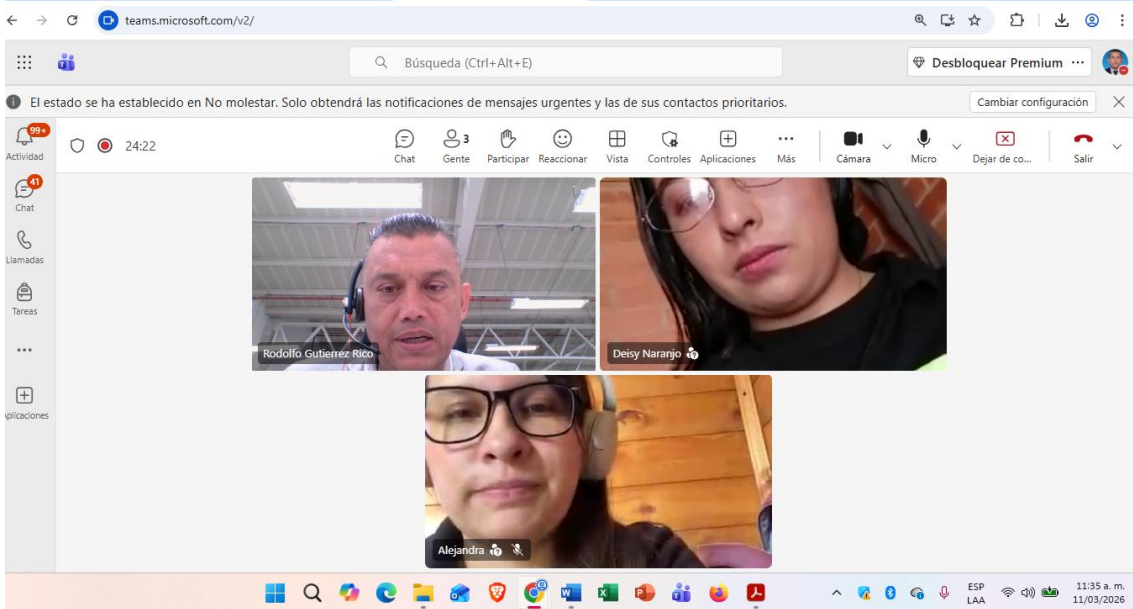 teams.microsoft.com/v2/
Búsqueda (Ctrl+Alt+E)
Desbloquear Premium
El estado se ha establecido en No molestar. Solo obtendrá las notificaciones de mensajes urgentes y las de sus contactos prioritarios.
Cambiar configuración
99+
Actividad
24:22
Chat
3
Gente
Participar
Reaccionar
Vista
Controles
Aplicaciones
Más
Cámara
Micro
Dejar de co...
Salir
41
Chat
Llamadas
Tareas
plicaciones
Rodolfo Gutierrez Rico
Deisy Naranjo
Alejandra
ESP
LAA
11:35 a. m.
11/03/2026